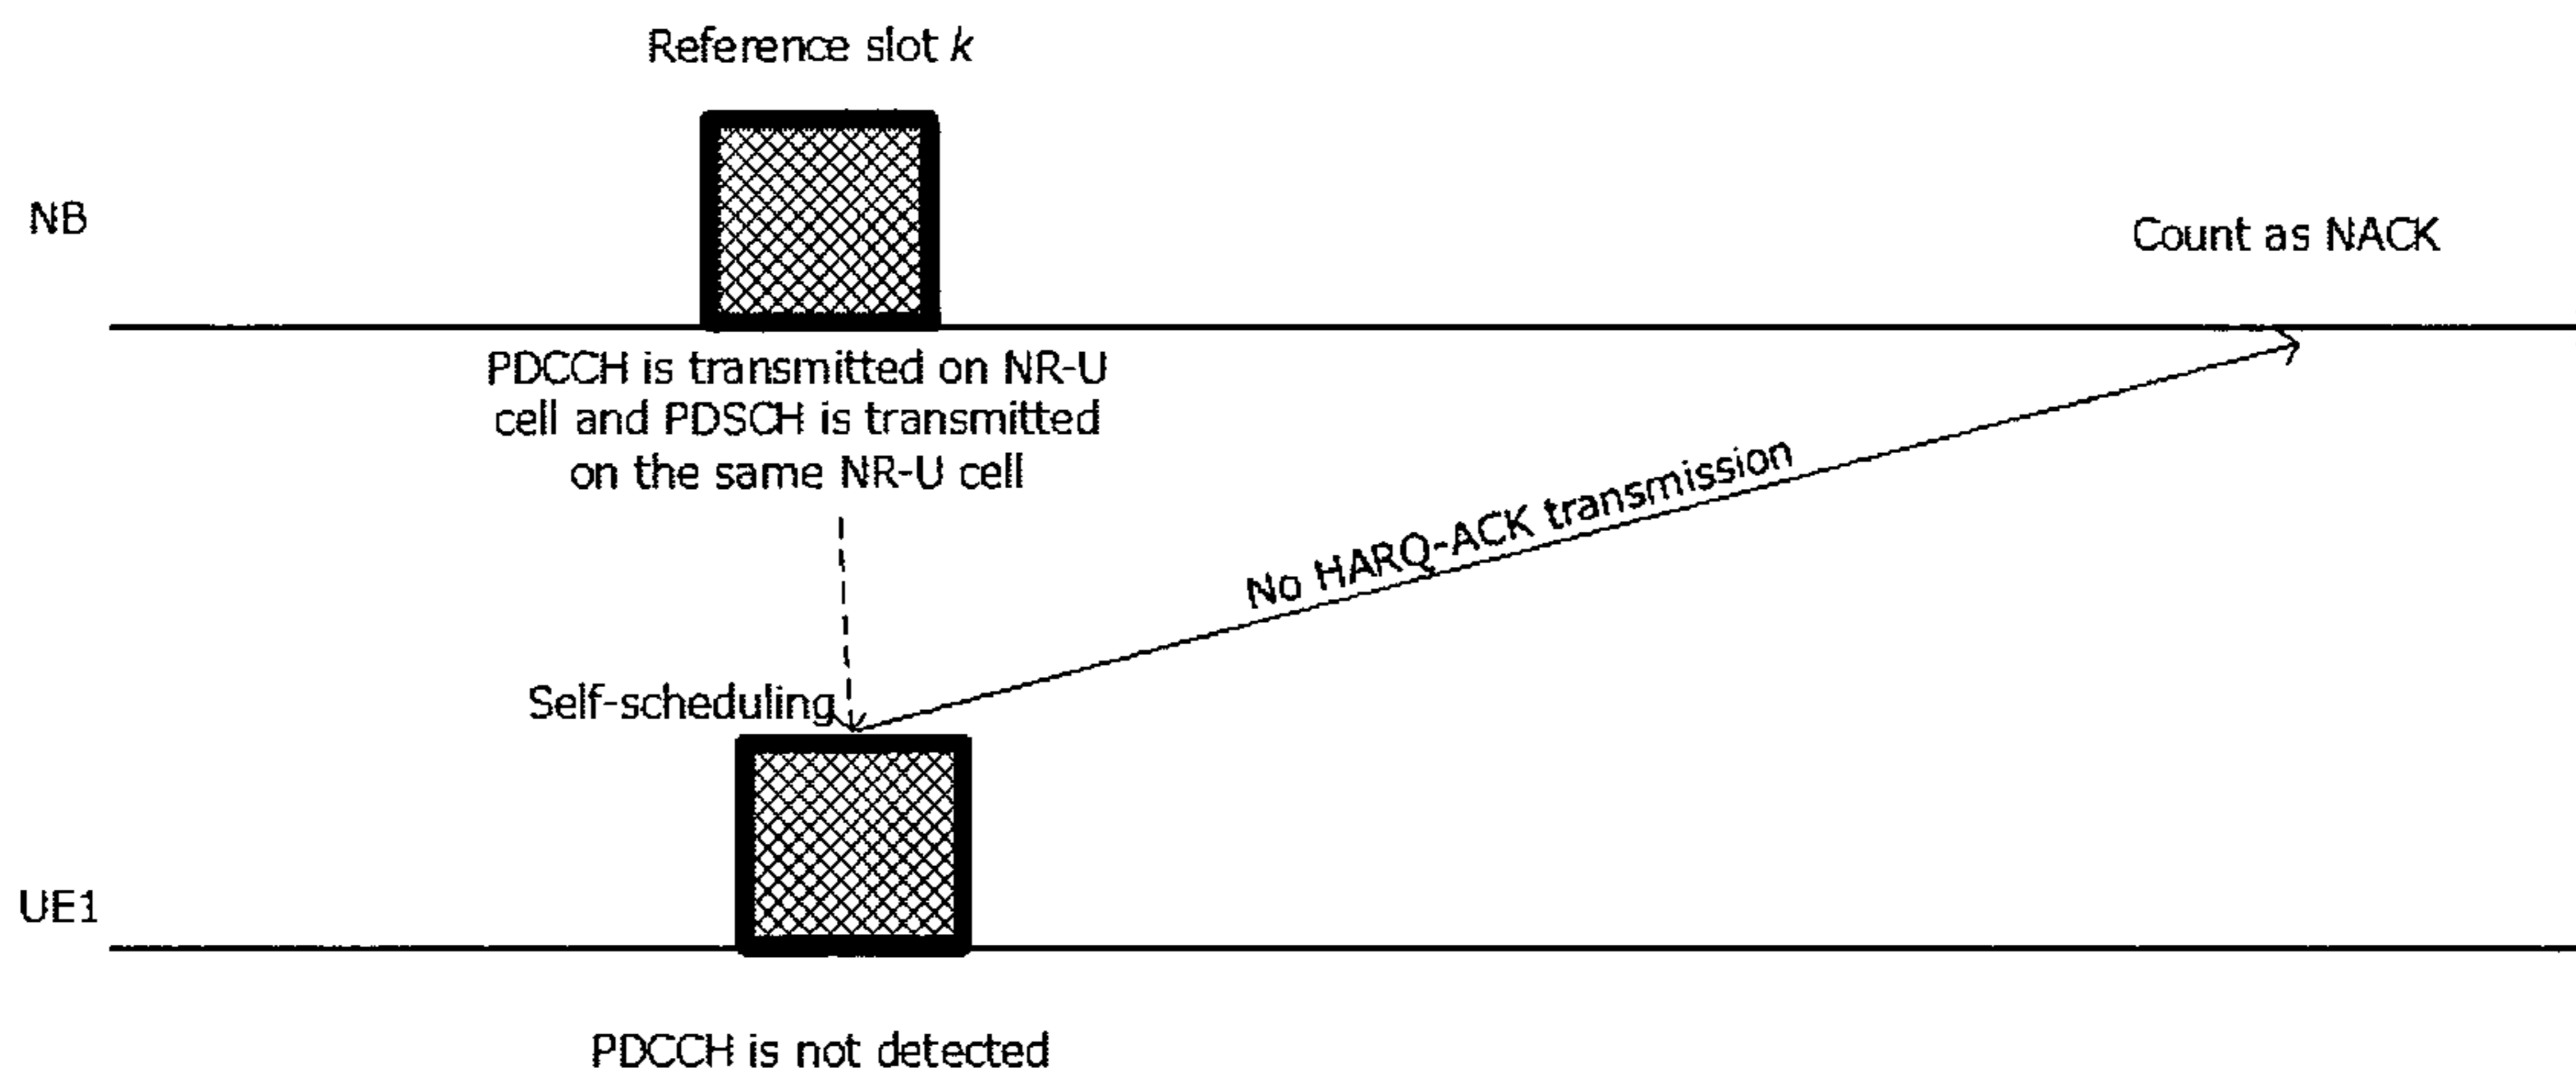 Reference slot k
NB
Count as NACK
PDCCH is transmitted on NR-U
cell and PDSCH is transmitted
on the same NR-U cell
No HARQ-ACK transmission
Self-scheduling
UE1
PDCCH is not detected